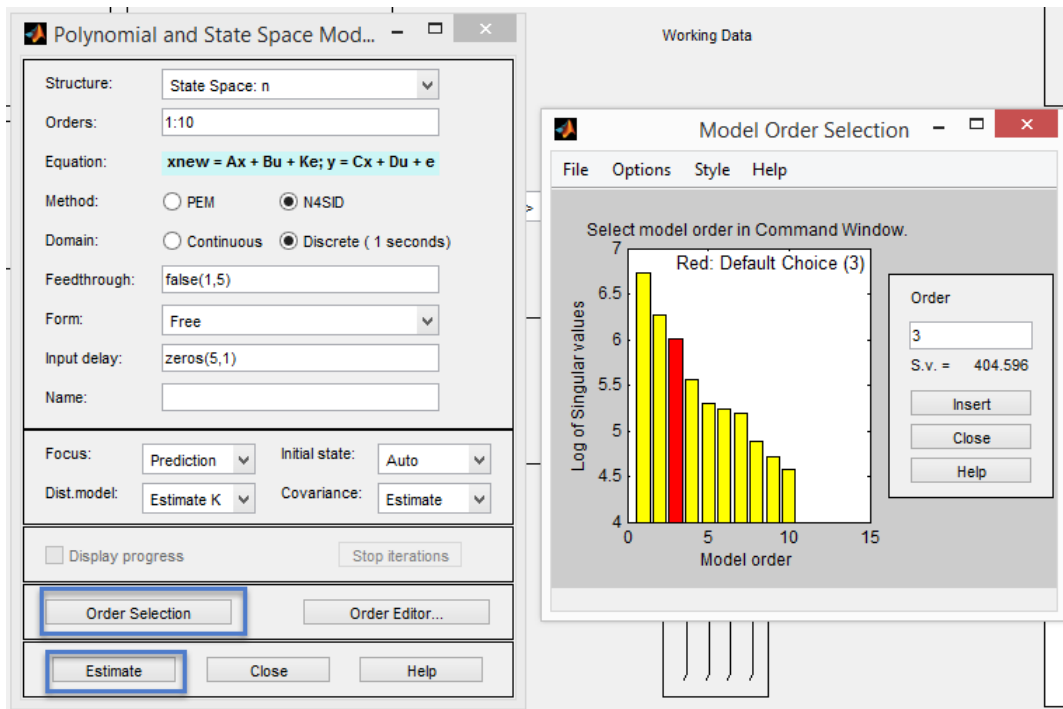 Polynomial and State Space Mod...
Structure: State Space: n
Orders: 1:10
Equation: xnew = Ax + Bu + Ke; y = Cx + Du + e
Method: PEM N4SID
Domain: Continuous Discrete ( 1 seconds)
Feedthrough: false(1,5)
Form: Free
Input delay: zeros(5,1)
Name:
Focus: Prediction Initial state: Auto
Dist.model: Estimate K Covariance: Estimate
Display progress Stop iterations
Order Selection Order Editor...
Estimate Close Help
Working Data
>
Model Order Selection
File Options Style Help
Select model order in Command Window.
Red: Default Choice (3)
Log of Singular values
7
6.5
6
5.5
5
4.5
4
0 5 10 15
Model order
Order
3
S.v. = 404.596
Insert
Close
Help